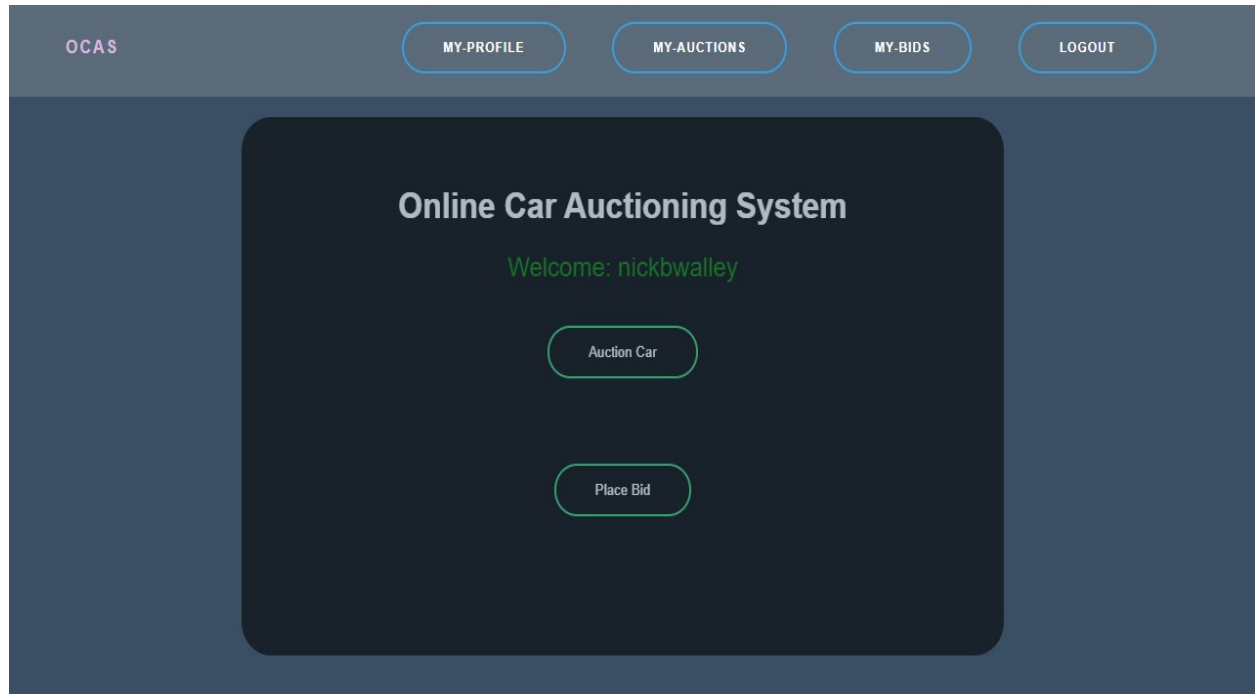 OCAS MY-PROFILE MY-AUCTIONS MY-BIDS LOGOUT
Online Car Auctioning System
Welcome: nickbwalley
Auction Car
Place Bid